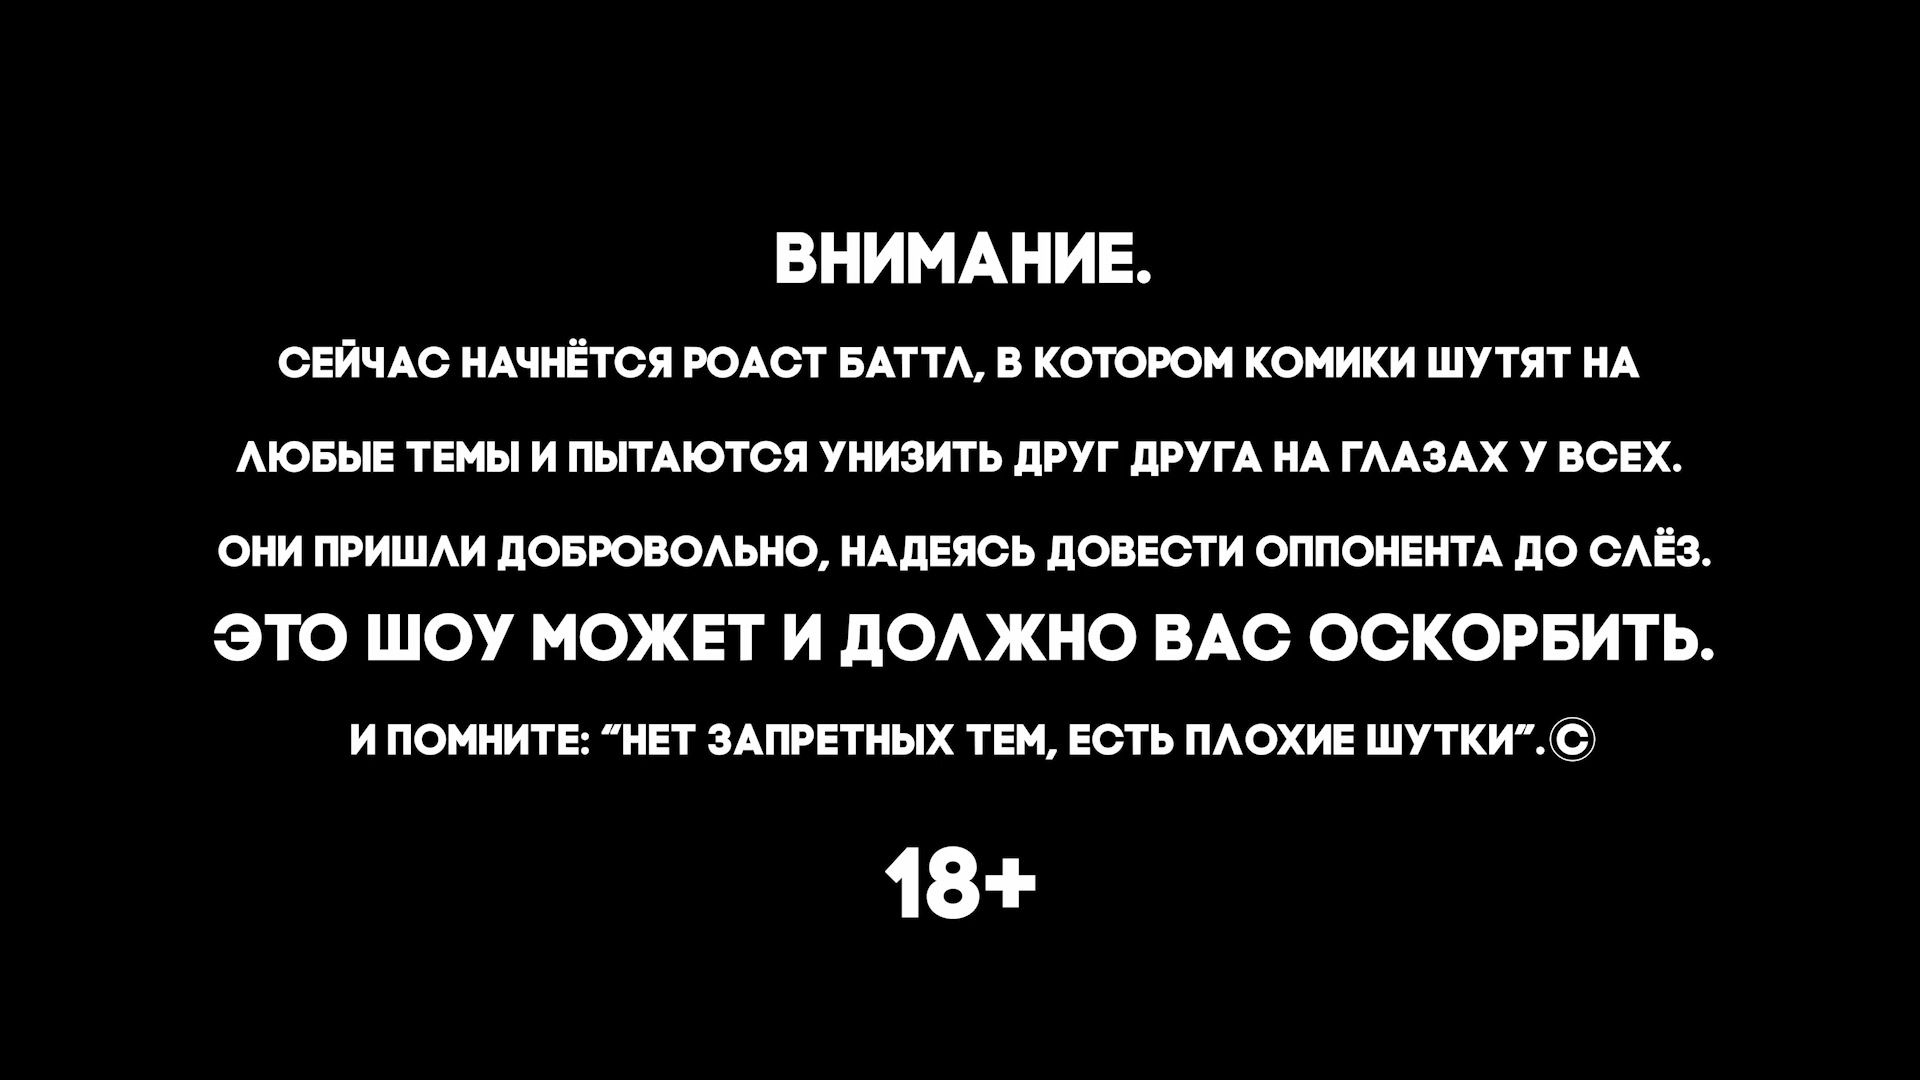 ВНИМАНИЕ.
СЕЙЧАС НАЧНЁТСЯ РОАСТ БАТТЛ, В КОТОРОМ КОМИКИ ШУТЯТ НА
ЛЮБЫЕ ТЕМЫ И ПЫТАЮТСЯ УНИЗИТЬ ДРУГ ДРУГА НА ГЛАЗАХ У ВСЕХ.
ОНИ ПРИШЛИ ДОБРОВОЛЬНО, НАДЕЯСЬ ДОВЕСТИ ОППОНЕНТА ДО СЛЁЗ.
ЭТО ШОУ МОЖЕТ И ДОЛЖНО ВАС ОСКОРБИТЬ.
И ПОМНИТЕ: “НЕТ ЗАПРЕТНЫХ ТЕМ, ЕСТЬ ПЛОХИЕ ШУТКИ”.©
18+